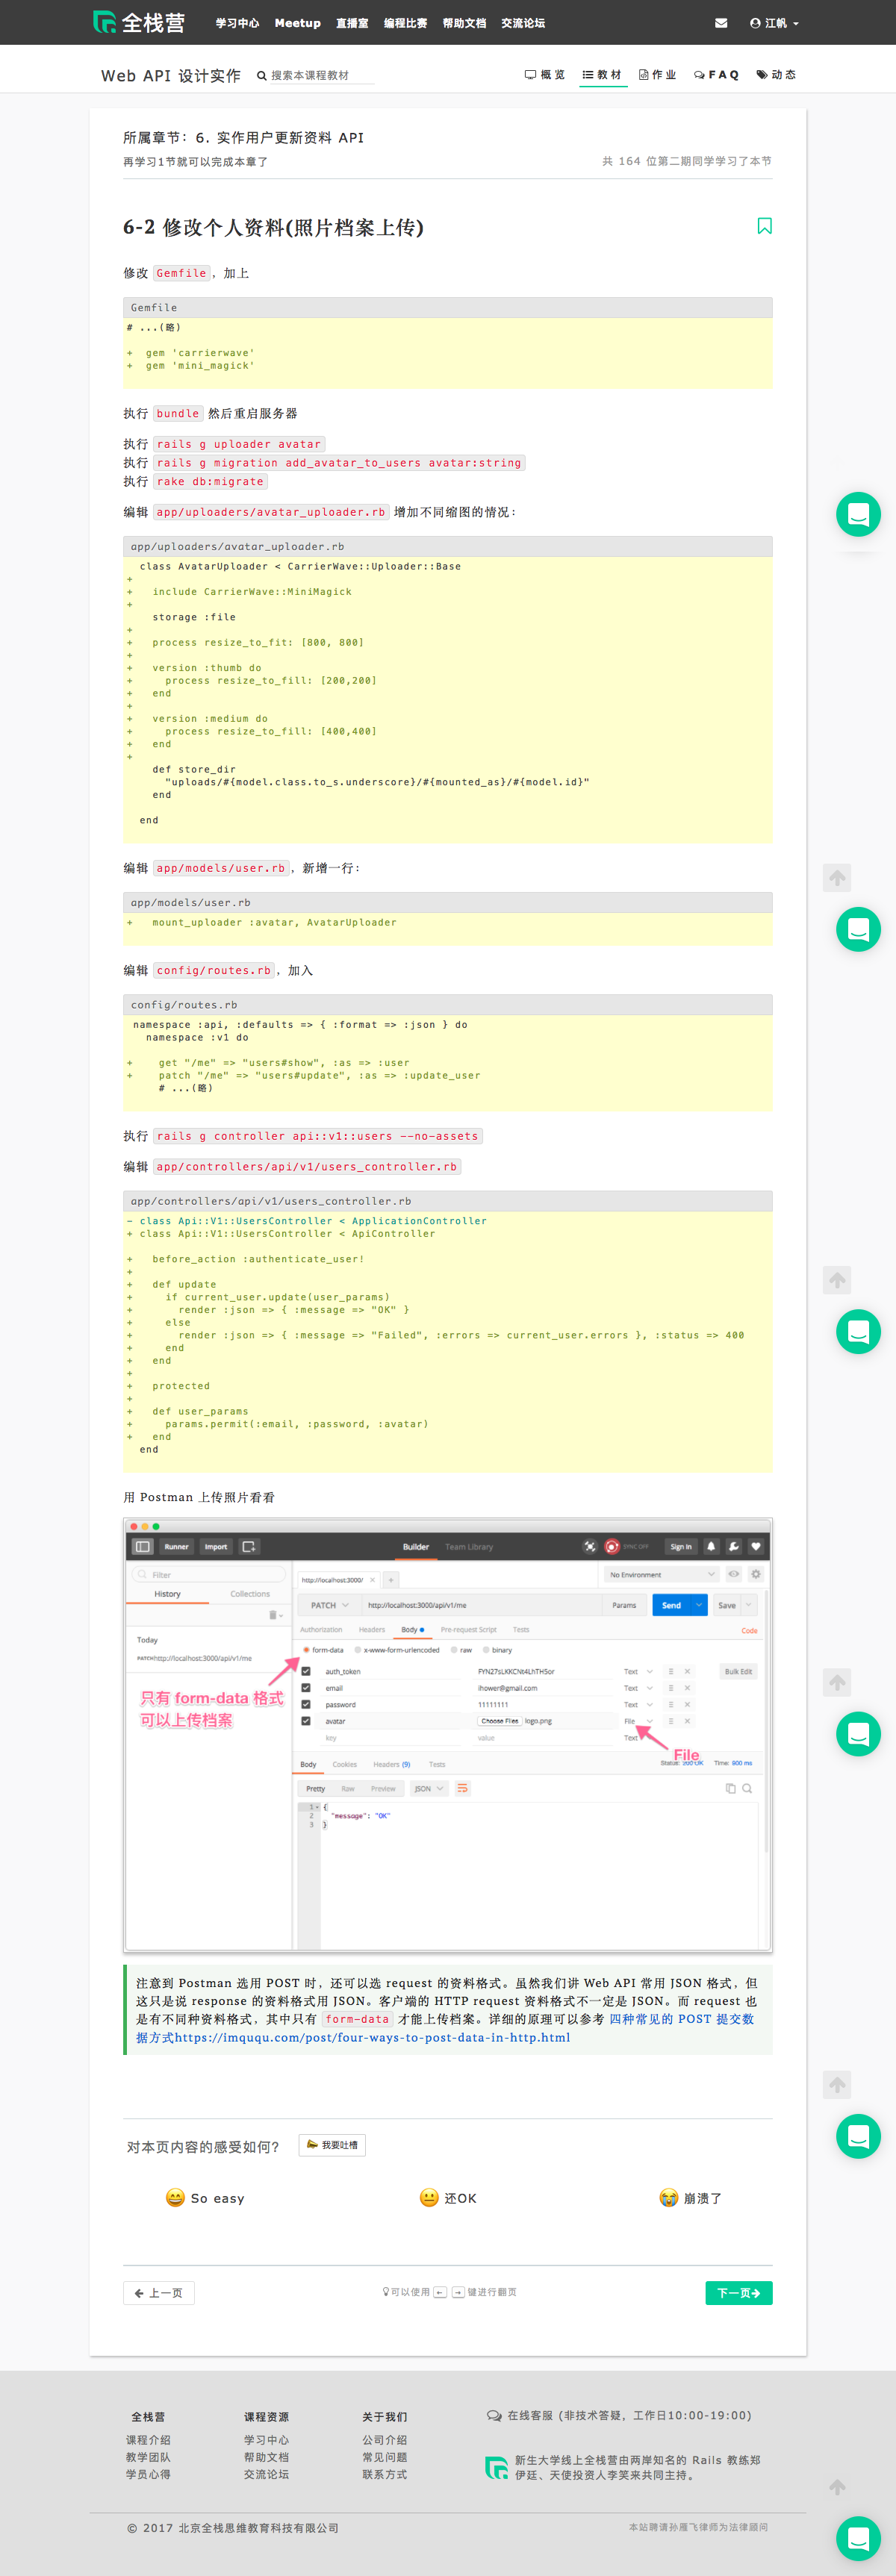 全栈营 学习中心 Meetup 直播室 编程比赛 帮助文档 交流论坛 江帆
Web API 设计实作 搜索本课程教材 概览 教材 作业 FAQ 动态
所属章节：6. 实作用户更新资料 API
再学习1节就可以完成本章了 共 164 位第二期同学学习了本节
6-2 修改个人资料(照片档案上传)
修改 Gemfile，加上
Gemfile
# ...(略)
+  gem 'carrierwave'
+  gem 'mini_magick'
执行 bundle 然后重启服务器
执行 rails g uploader avatar
执行 rails g migration add_avatar_to_users avatar:string
执行 rake db:migrate
编辑 app/uploaders/avatar_uploader.rb 增加不同缩图的情况：
app/uploaders/avatar_uploader.rb
  class AvatarUploader < CarrierWave::Uploader::Base
+
+   include CarrierWave::MiniMagick
+
    storage :file
+
+   process resize_to_fit: [800, 800]
+
+   version :thumb do
+     process resize_to_fill: [200,200]
+   end
+
+   version :medium do
+     process resize_to_fill: [400,400]
+   end
+
    def store_dir
      "uploads/#{model.class.to_s.underscore}/#{mounted_as}/#{model.id}"
    end
  end
编辑 app/models/user.rb，新增一行：
app/models/user.rb
+   mount_uploader :avatar, AvatarUploader
编辑 config/routes.rb，加入
config/routes.rb
 namespace :api, :defaults => { :format => :json } do
   namespace :v1 do
+    get "/me" => "users#show", :as => :user
+    patch "/me" => "users#update", :as => :update_user
     # ...(略)
执行 rails g controller api::v1::users --no-assets
编辑 app/controllers/api/v1/users_controller.rb
app/controllers/api/v1/users_controller.rb
- class Api::V1::UsersController < ApplicationController
+ class Api::V1::UsersController < ApiController
+   before_action :authenticate_user!
+
+   def update
+     if current_user.update(user_params)
+       render :json => { :message => "OK" }
+     else
+       render :json => { :message => "Failed", :errors => current_user.errors }, :status => 400
+     end
+   end
+
+   protected
+
+   def user_params
+     params.permit(:email, :password, :avatar)
+   end
  end
用 Postman 上传照片看看
Runner Import Builder Team Library SYNC OFF Sign In
Filter http://localhost:3000/ No Environment
History Collections
PATCH http://localhost:3000/api/v1/me Params Send Save
Authorization Headers Body Pre-request Script Tests Code
Today
PATCH http://localhost:3000/api/v1/me
form-data x-www-form-urlencoded raw binary
auth_token FYN27sLKKCNt4LhTHSor Text Bulk Edit
email ihower@gmail.com Text
password 11111111 Text
avatar Choose Files logo.png File
key value Text
只有 form-data 格式
可以上传档案
File
Body Cookies Headers (9) Tests Status: 200 OK Time: 900 ms
Pretty Raw Preview JSON
1 {
2 "message": "OK"
3 }
注意到 Postman 选用 POST 时，还可以选 request 的资料格式。虽然我们讲 Web API 常用 JSON 格式，但
这只是说 response 的资料格式用 JSON。客户端的 HTTP request 资料格式不一定是 JSON。而 request 也
是有不同种资料格式，其中只有 form-data 才能上传档案。详细的原理可以参考 四种常见的 POST 提交数
据方式https://imququ.com/post/four-ways-to-post-data-in-http.html
对本页内容的感受如何？ 我要吐槽
So easy 还OK 崩溃了
上一页 可以使用 ← → 键进行翻页 下一页
全栈营 课程资源 关于我们 在线客服 (非技术答疑，工作日10:00-19:00)
课程介绍 学习中心 公司介绍
教学团队 帮助文档 常见问题
学员心得 交流论坛 联系方式
新生大学线上全栈营由两岸知名的 Rails 教练郑
伊廷、天使投资人李笑来共同主持。
© 2017 北京全栈思维教育科技有限公司 本站聘请孙雁飞律师为法律顾问